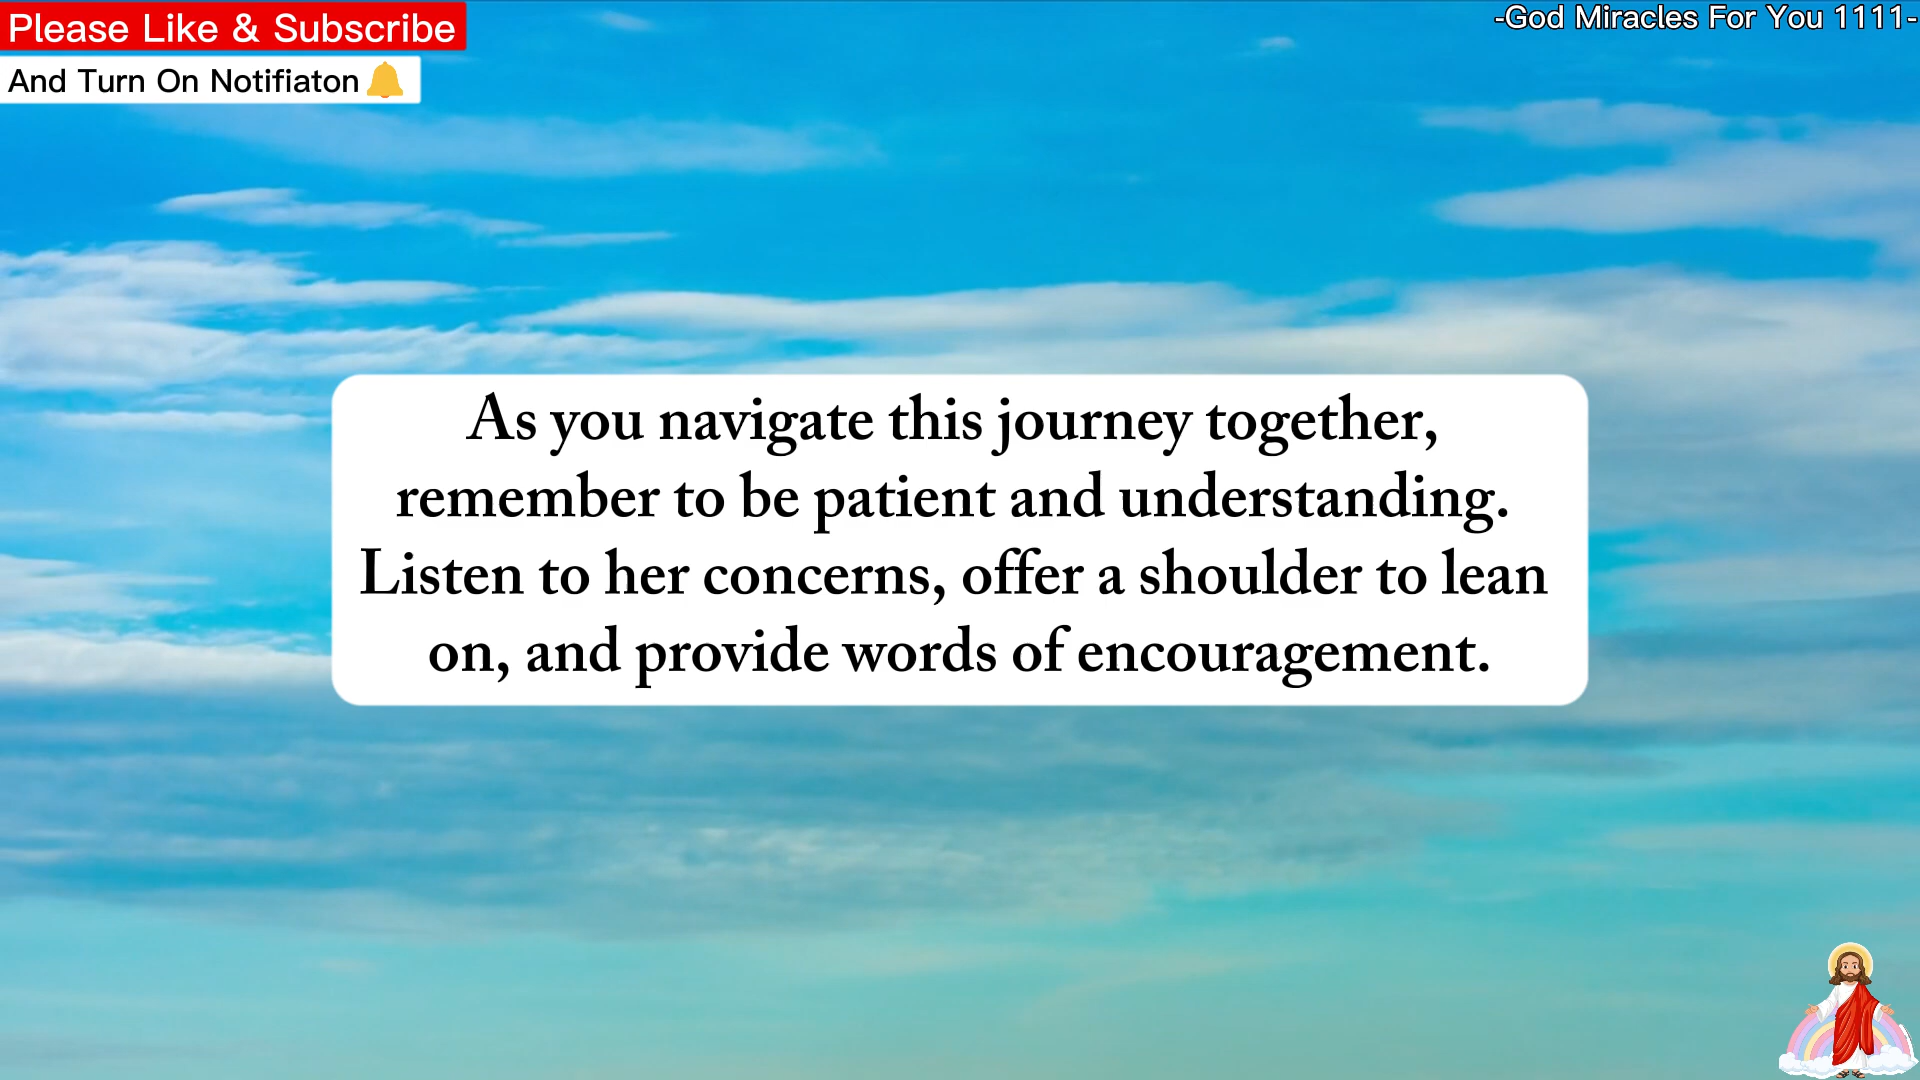 Please Like & Subscribe
-God Miracles For You 1111-
And Turn On Notifiaton
As you navigate this journey together,
remember to be patient and understanding.
Listen to her concerns, offer a shoulder to lean
on, and provide words of encouragement.